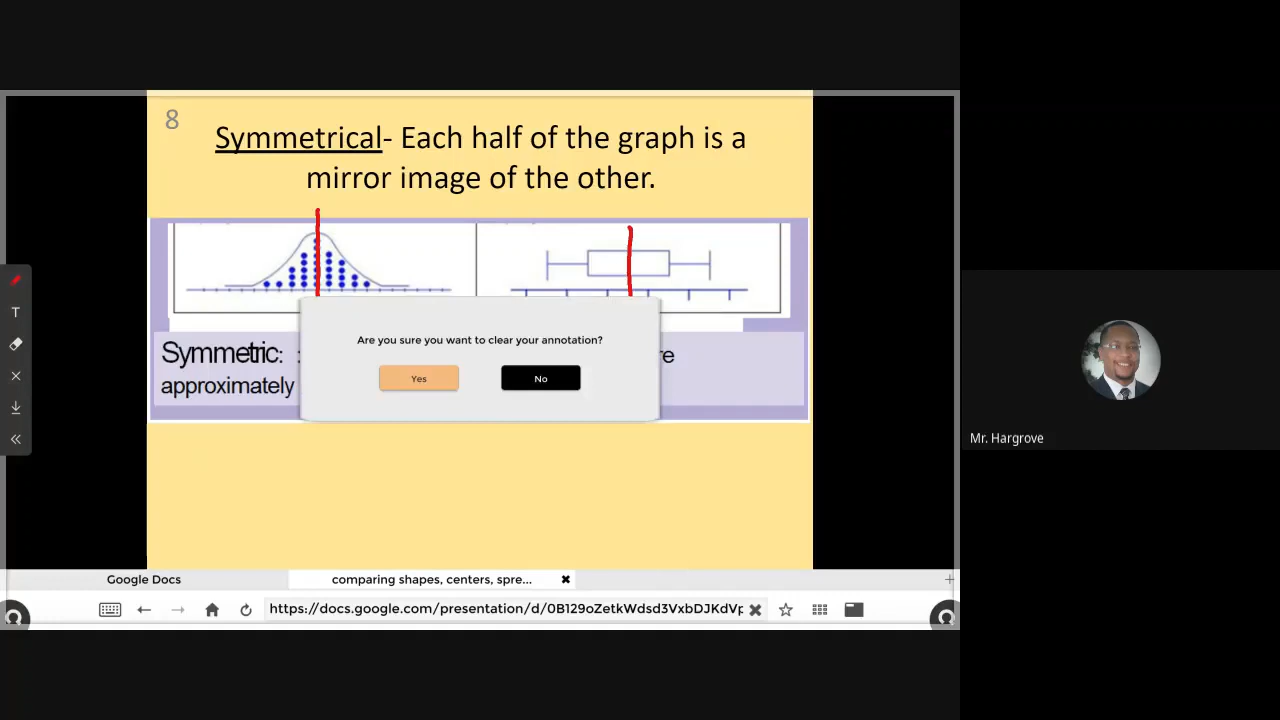 8
Symmetrical- Each half of the graph is a
mirror image of the other.
Symmetric:
approximately
Are you sure you want to clear your annotation?
Yes
No
T
Mr. Hargrove
Google Docs
comparing shapes, centers, spre...
https://docs.google.com/presentation/d/0B129oZetkWdsd3VxbDJKdVp